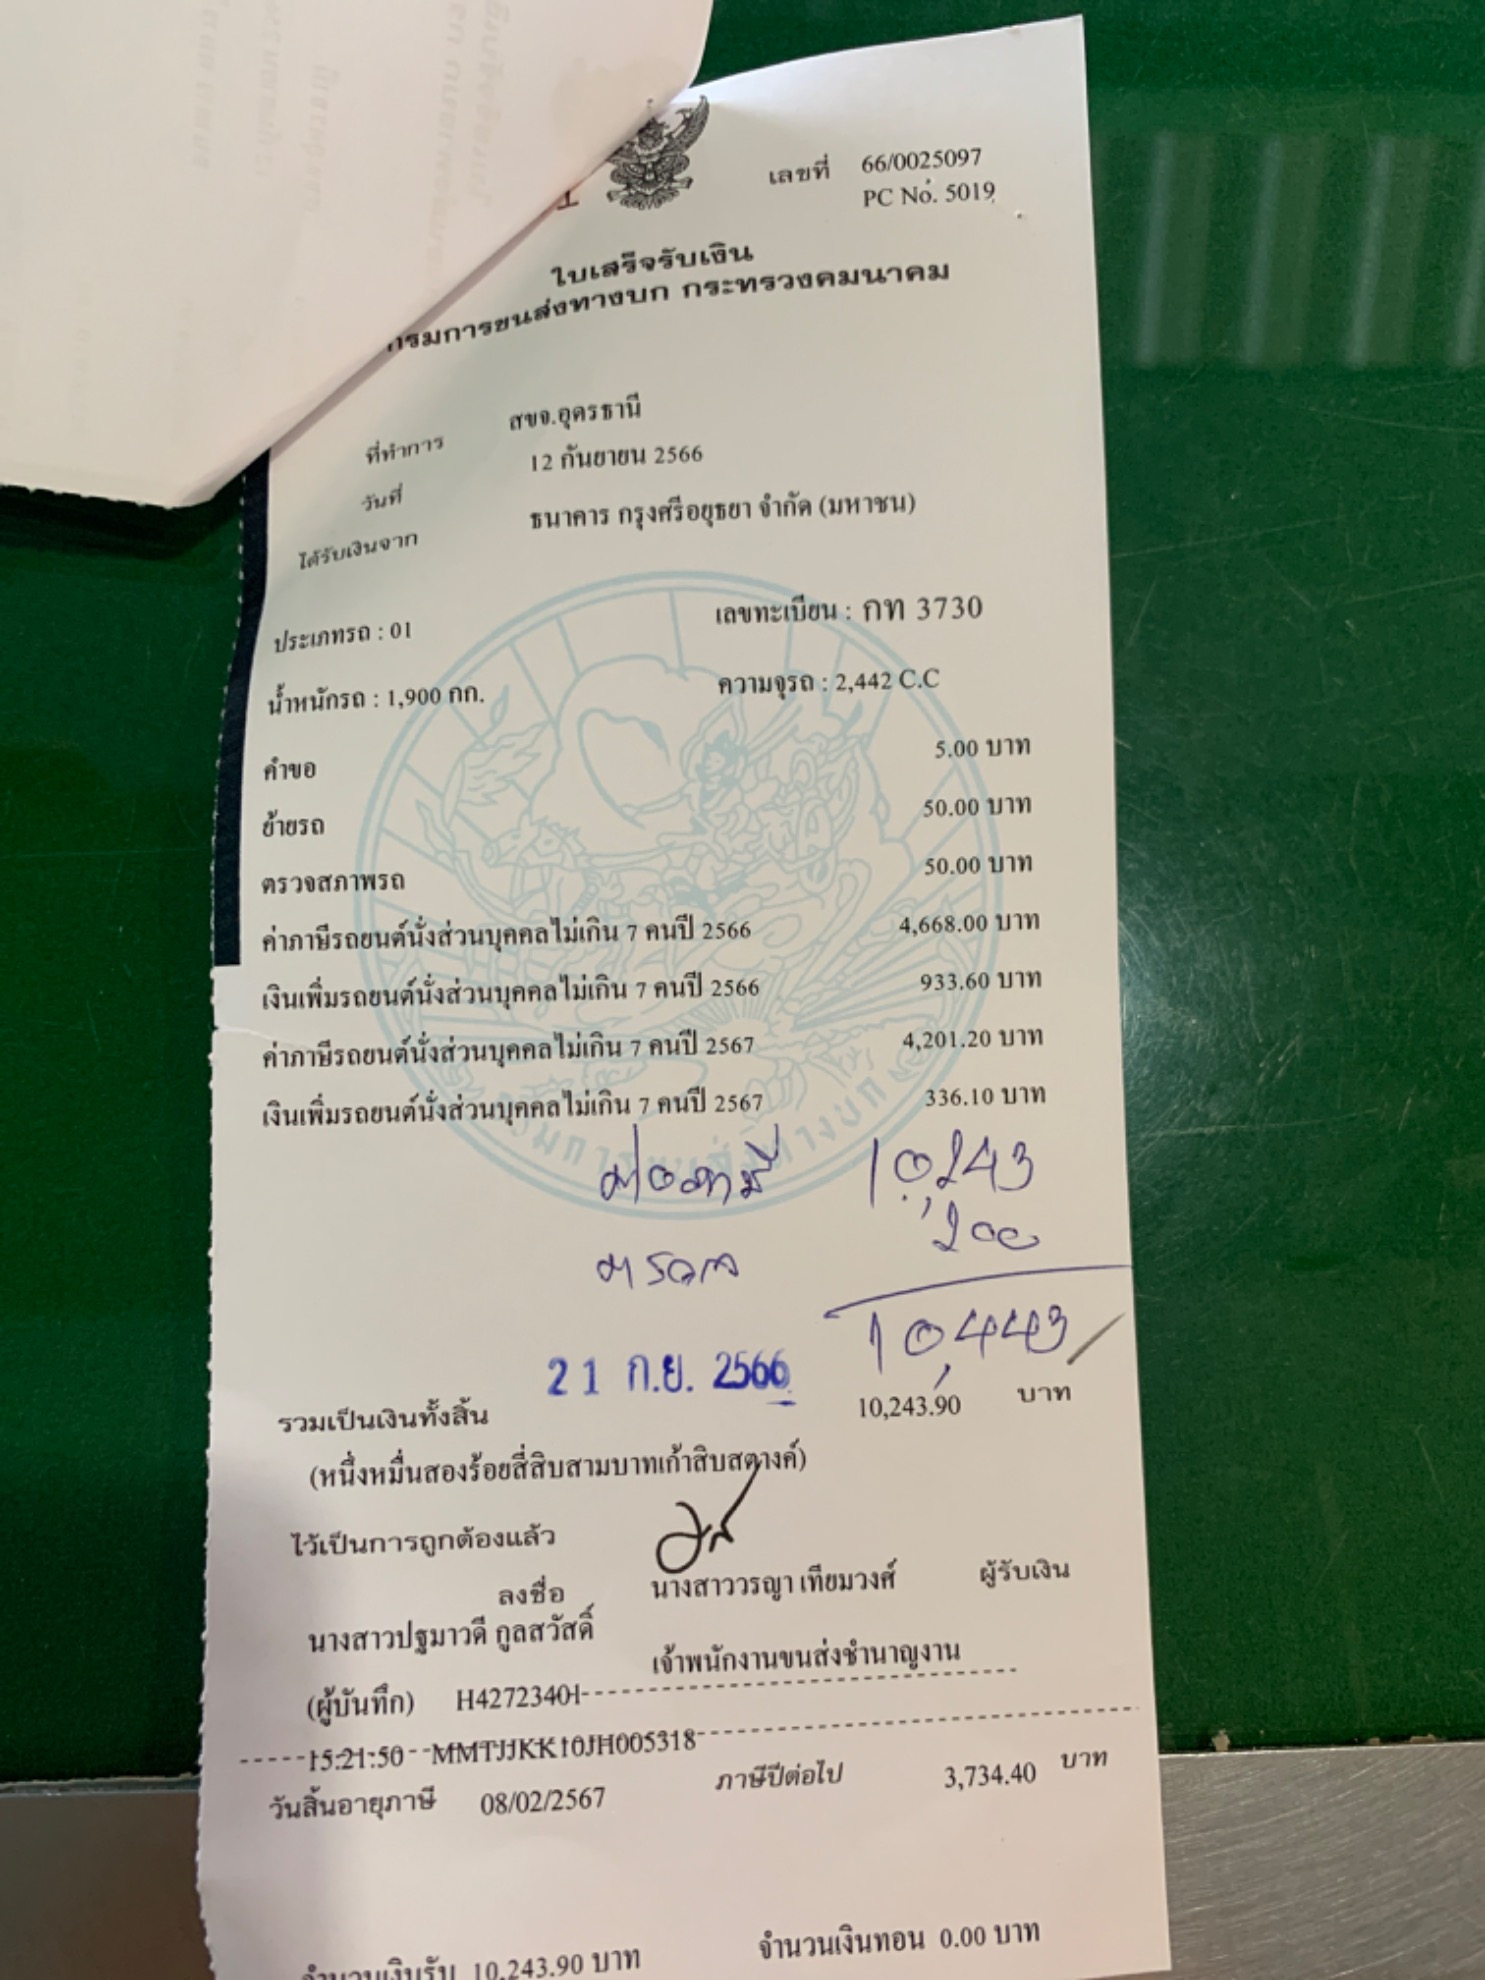 เลขที่ 66/0025097
PC No. 5019
ใบเสร็จรับเงิน
กรมการขนส่งทางบก กระทรวงคมนาคม
ที่ทำการ สขจ.อุดรธานี
วันที่ 12 กันยายน 2566
ได้รับเงินจาก ธนาคาร กรุงศรีอยุธยา จำกัด (มหาชน)
ประเภทรถ : 01 เลขทะเบียน : กท 3730
น้ำหนักรถ : 1,900 กก. ความจุรถ : 2,442 C.C
คำขอ 5.00 บาท
ย้ายรถ 50.00 บาท
ตรวจสภาพรถ 50.00 บาท
ค่าภาษีรถยนต์นั่งส่วนบุคคลไม่เกิน 7 คนปี 2566 4,668.00 บาท
เงินเพิ่มรถยนต์นั่งส่วนบุคคลไม่เกิน 7 คนปี 2566 933.60 บาท
ค่าภาษีรถยนต์นั่งส่วนบุคคลไม่เกิน 7 คนปี 2567 4,201.20 บาท
เงินเพิ่มรถยนต์นั่งส่วนบุคคลไม่เกิน 7 คนปี 2567 336.10 บาท
10,243
ตรวจ 200
10,443
21 ก.ย. 2566
รวมเป็นเงินทั้งสิ้น 10,243.90 บาท
(หนึ่งหมื่นสองร้อยสี่สิบสามบาทเก้าสิบสตางค์)
ไว้เป็นการถูกต้องแล้ว
ลงชื่อ นางสาววรญา เทียมวงศ์ ผู้รับเงิน
นางสาวปฐมาวดี กูลสวัสดิ์
เจ้าพนักงานขนส่งชำนาญงาน
(ผู้บันทึก) H4272340I
15:21:50 MMTJJKK10JH005318
วันสิ้นอายุภาษี 08/02/2567 ภาษีปีต่อไป 3,734.40 บาท
จำนวนเงินรับ 10,243.90 บาท จำนวนเงินทอน 0.00 บาท